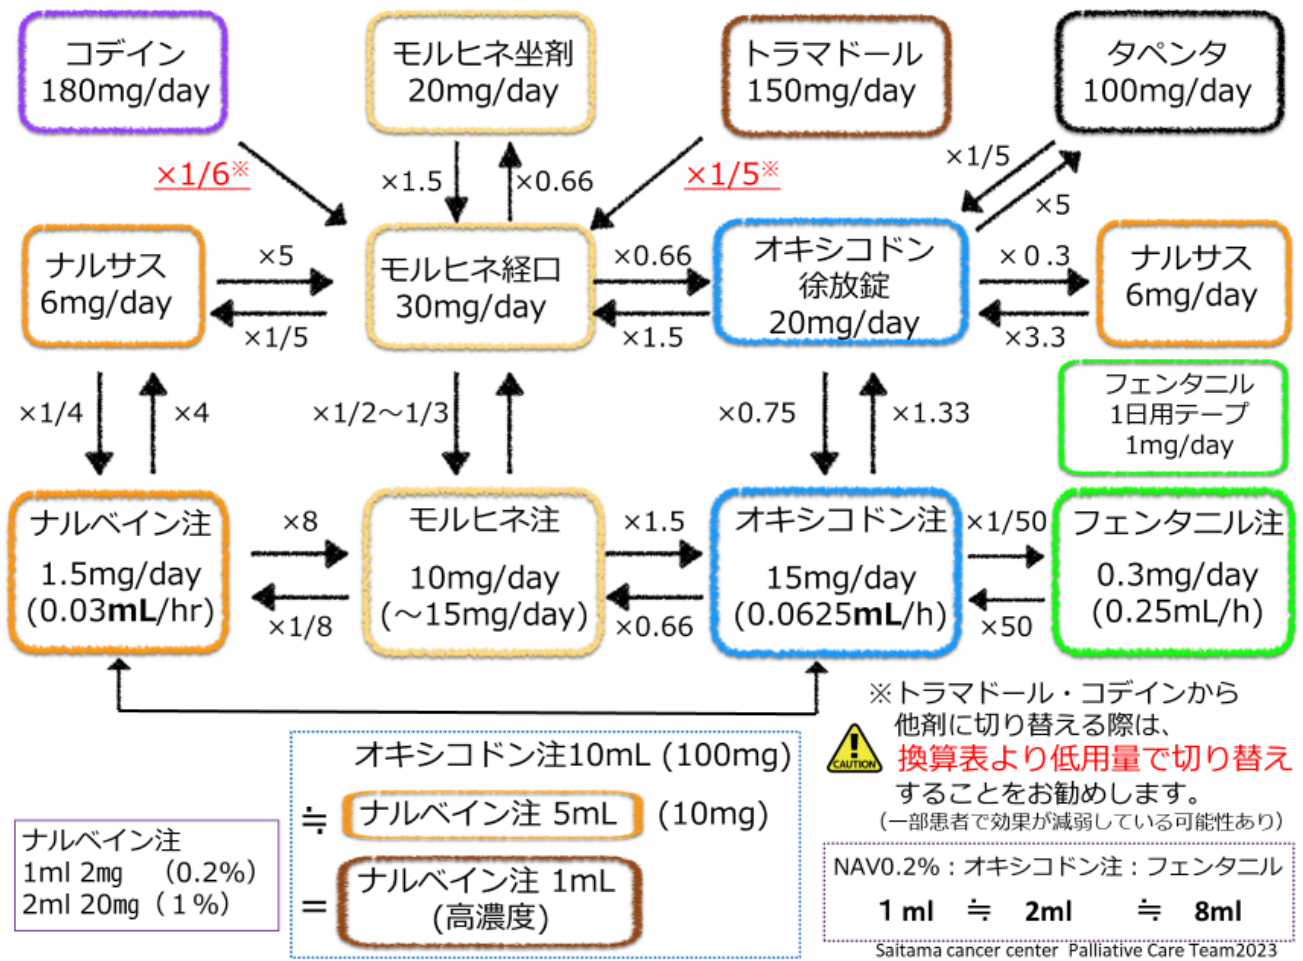 コデイン
180mg/day
モルヒネ坐剤
20mg/day
トラマドール
150mg/day
タペンタ
100mg/day
×1/6※
×1.5
×0.66
×1/5※
×1/5
×5
ナルサス
6mg/day
×5
×1/5
モルヒネ経口
30mg/day
×0.66
×1.5
オキシコドン
徐放錠
20mg/day
×0.3
×3.3
ナルサス
6mg/day
フェンタニル
1日用テープ
1mg/day
×1/4
×4
×1/2～1/3
×0.75
×1.33
ナルベイン注
1.5mg/day
(0.03mL/hr)
×8
×1/8
モルヒネ注
10mg/day
(～15mg/day)
×1.5
×0.66
オキシコドン注
15mg/day
(0.0625mL/h)
×1/50
×50
フェンタニル注
0.3mg/day
(0.25mL/h)
※トラマドール・コデインから
他剤に切り替える際は、
CAUTION
換算表より低用量で切り替え
することをお勧めします。
（一部患者で効果が減弱している可能性あり）
オキシコドン注10mL (100mg)
≒ ナルベイン注 5mL (10mg)
= ナルベイン注 1mL
(高濃度)
ナルベイン注
1ml 2mg （0.2%）
2ml 20mg（１%）
NAV0.2%：オキシコドン注：フェンタニル
1 ml ≒ 2ml ≒ 8ml
Saitama cancer center Palliative Care Team2023